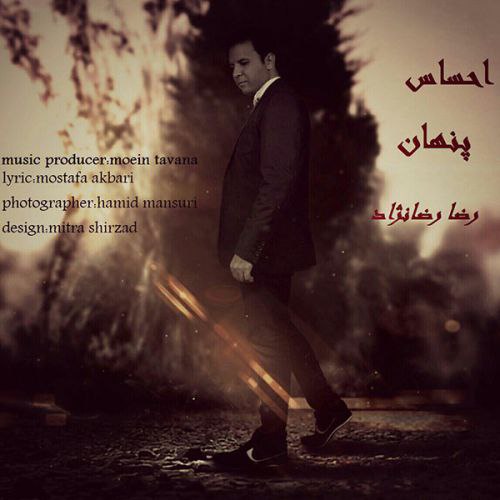 احساس
پنهان
رضا رضانژاد
music producer:moein tavana
lyric:mostafa akbari
photographer:hamid mansuri
design:mitra shirzad